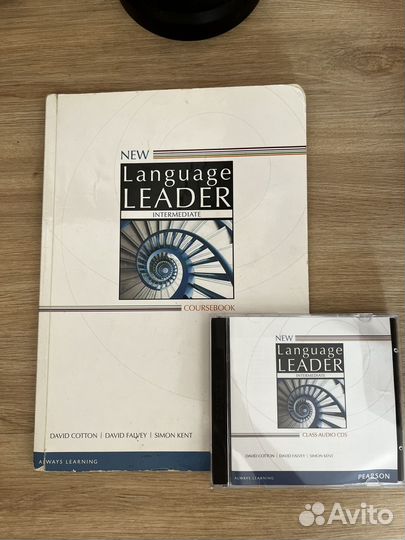 NEW
Language
LEADER
INTERMEDIATE
COURSEBOOK
DAVID COTTON | DAVID FALVEY | SIMON KENT
ALWAYS LEARNING
NEW
Language
LEADER
INTERMEDIATE
CLASS AUDIO CDS
DAVID COTTON | DAVID FALVEY | SIMON KENT
ALWAYS LEARNING
PEARSON
Avito